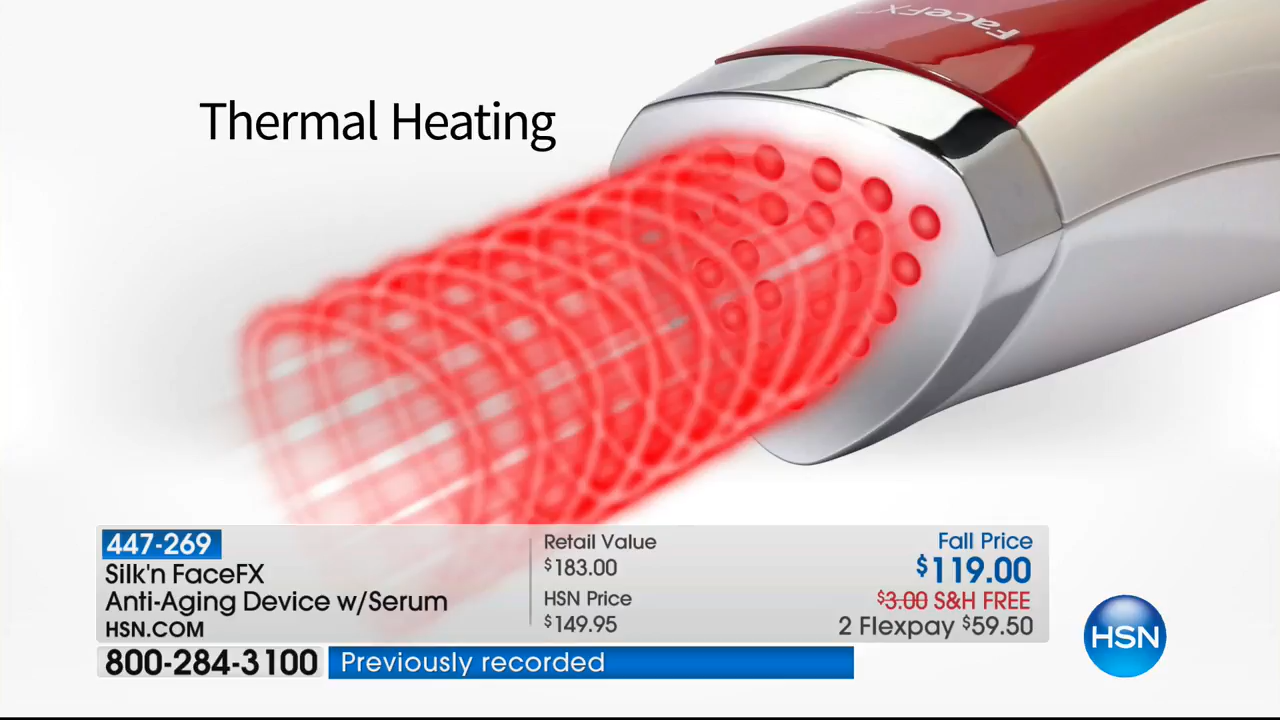 FaceFX
Thermal Heating
447-269
Silk'n FaceFX
Anti-Aging Device w/Serum
HSN.COM
Retail Value
$183.00
HSN Price
$149.95
Fall Price
$119.00
$3.00 S&H FREE
2 Flexpay $59.50
HSN
800-284-3100
Previously recorded